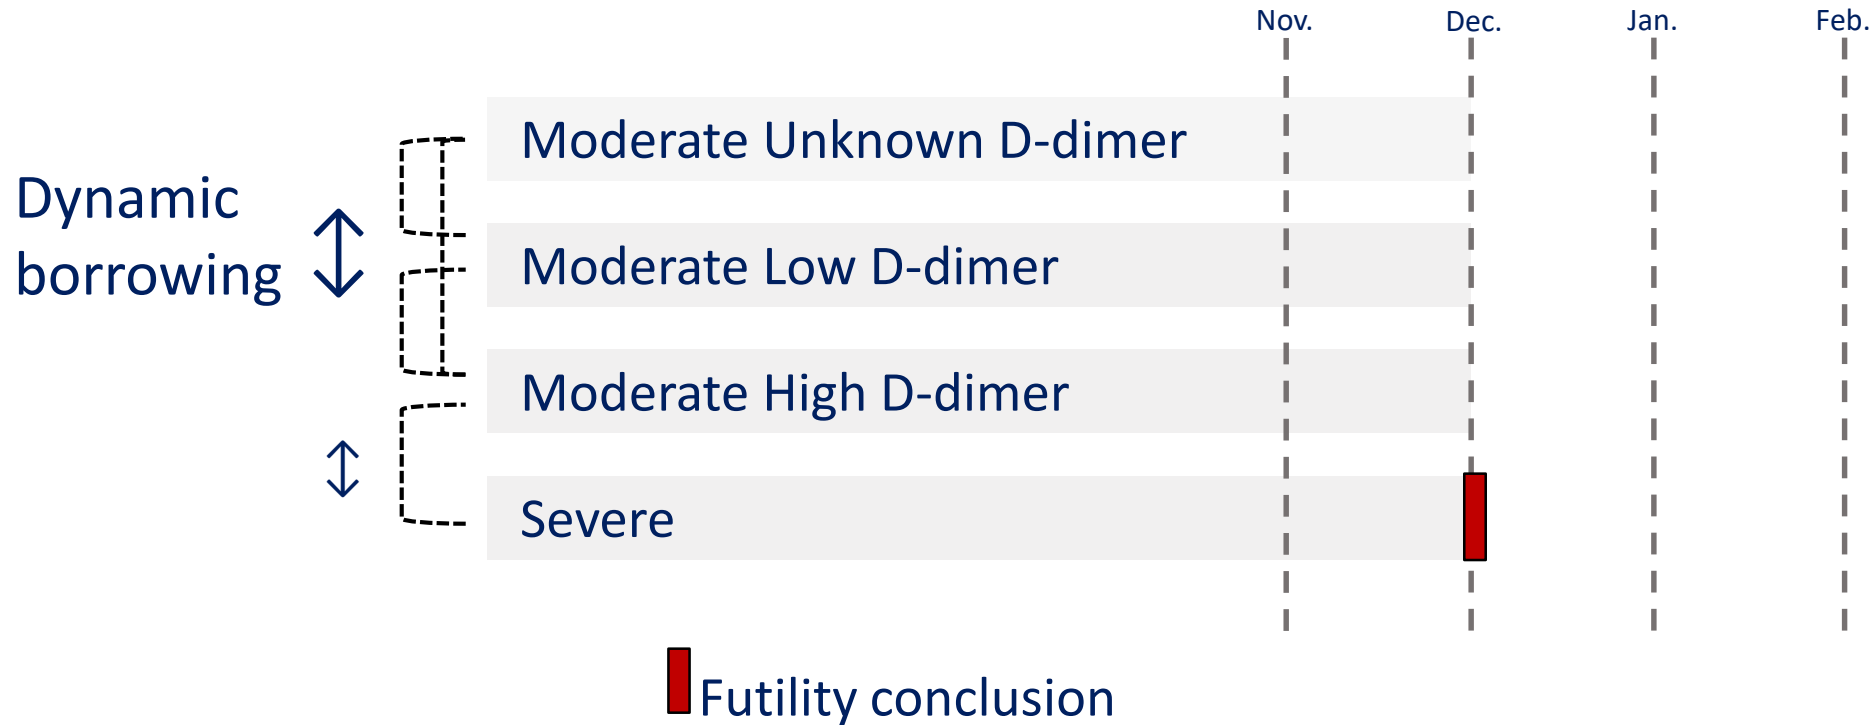 Nov. Dec. Jan. Feb.
Moderate Unknown D-dimer
Dynamic
borrowing
Moderate Low D-dimer
Moderate High D-dimer
Severe
Futility conclusion